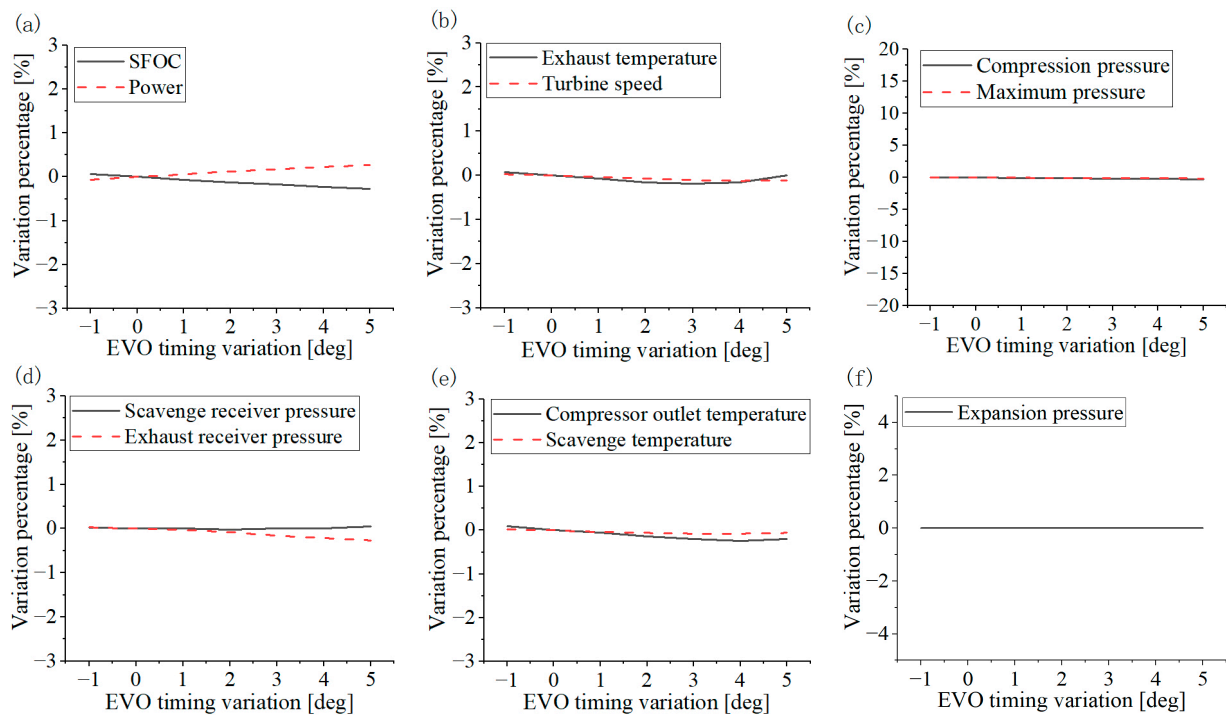 (a)
SFOC
Power
Variation percentage [%]
3
2
1
0
−1
−2
−3
−1 0 1 2 3 4 5
EVO timing variation [deg]
(b)
Exhaust temperature
Turbine speed
Variation percentage [%]
3
2
1
0
−1
−2
−3
−1 0 1 2 3 4 5
EVO timing variation [deg]
(c)
Compression pressure
Maximum pressure
Variation percentage [%]
20
15
10
5
0
−5
−10
−15
−20
−1 0 1 2 3 4 5
EVO timing variation [deg]
(d)
Scavenge receiver pressure
Exhaust receiver pressure
Variation percentage [%]
3
2
1
0
−1
−2
−3
−1 0 1 2 3 4 5
EVO timing variation [deg]
(e)
Compressor outlet temperature
Scavenge temperature
Variation percentage [%]
3
2
1
0
−1
−2
−3
−1 0 1 2 3 4 5
EVO timing variation [deg]
(f)
Expansion pressure
Variation percentage [%]
4
2
0
−2
−4
−1 0 1 2 3 4 5
EVO timing variation [deg]